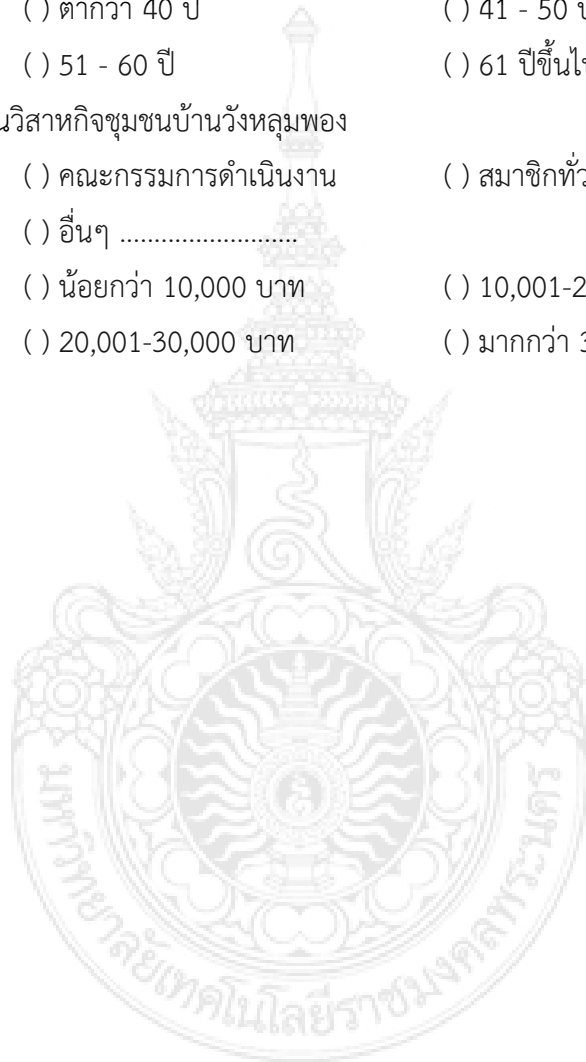 ( ) ต่ำกว่า 40 ปี ( ) 41 - 50
( ) 51 - 60 ปี ( ) 61 ปีขึ้นไป
วิสาหกิจชุมชนบ้านวังหลุมพอง
( ) คณะกรรมการดำเนินงาน ( ) สมาชิกทั่ว
( ) อื่นๆ ..........................
( ) น้อยกว่า 10,000 บาท ( ) 10,001-2
( ) 20,001-30,000 บาท ( ) มากกว่า 3
มหาวิทยาลัยเทคโนโลยีราชมงคลพระนคร